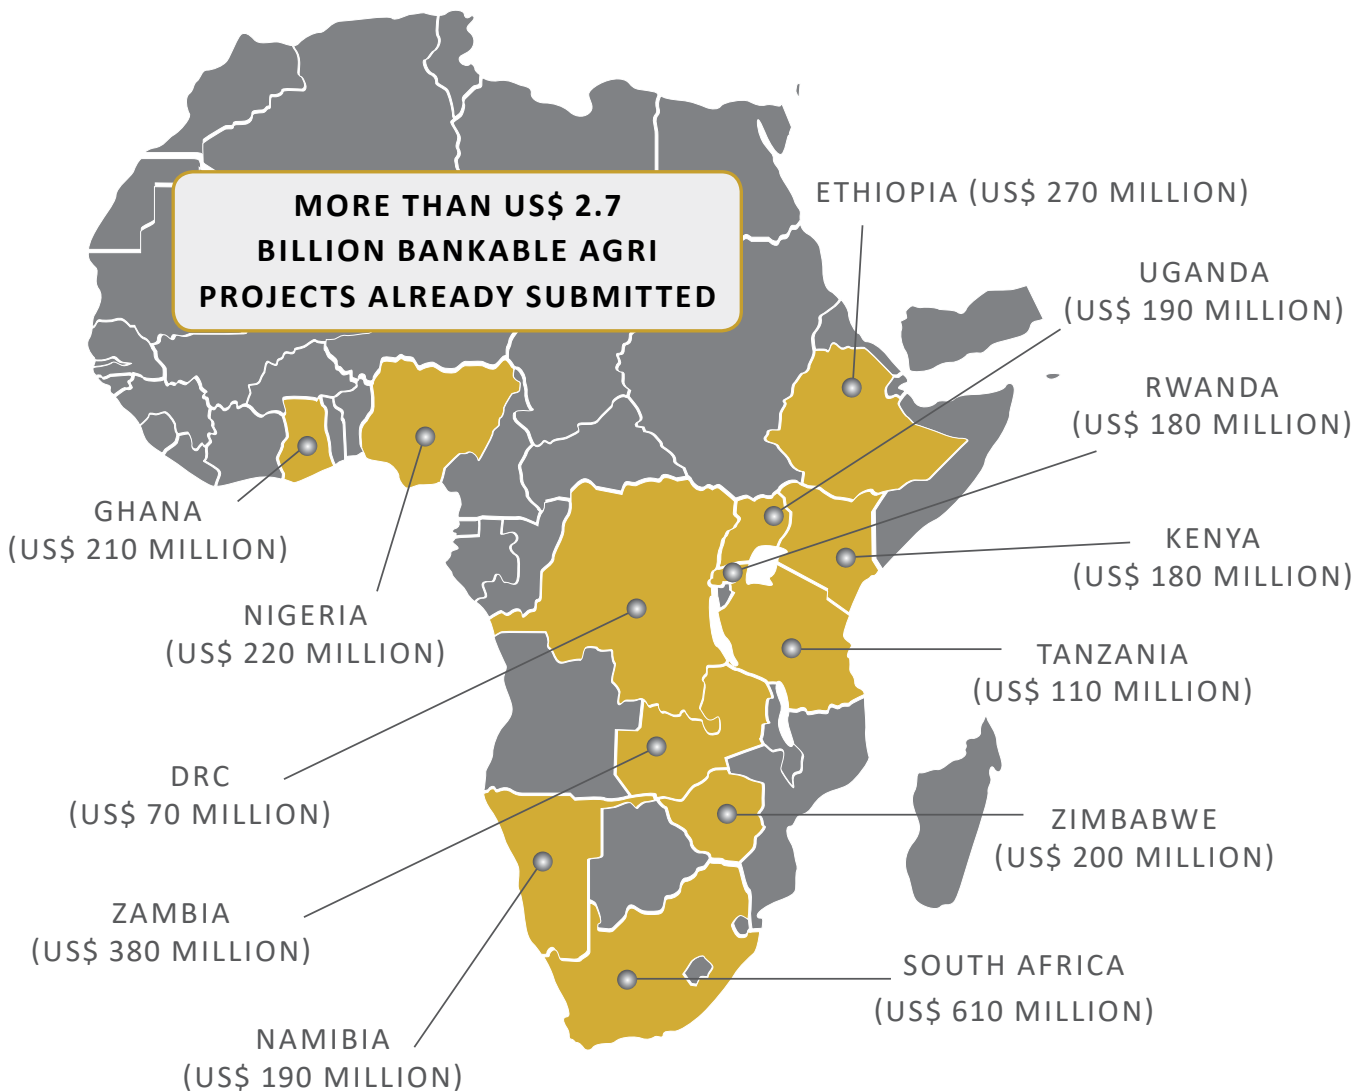 MORE THAN US$ 2.7
BILLION BANKABLE AGRI
PROJECTS ALREADY SUBMITTED
ETHIOPIA (US$ 270 MILLION)
UGANDA
(US$ 190 MILLION)
RWANDA
(US$ 180 MILLION)
GHANA
(US$ 210 MILLION)
KENYA
(US$ 180 MILLION)
NIGERIA
(US$ 220 MILLION)
TANZANIA
(US$ 110 MILLION)
DRC
(US$ 70 MILLION)
ZIMBABWE
(US$ 200 MILLION)
ZAMBIA
(US$ 380 MILLION)
SOUTH AFRICA
(US$ 610 MILLION)
NAMIBIA
(US$ 190 MILLION)